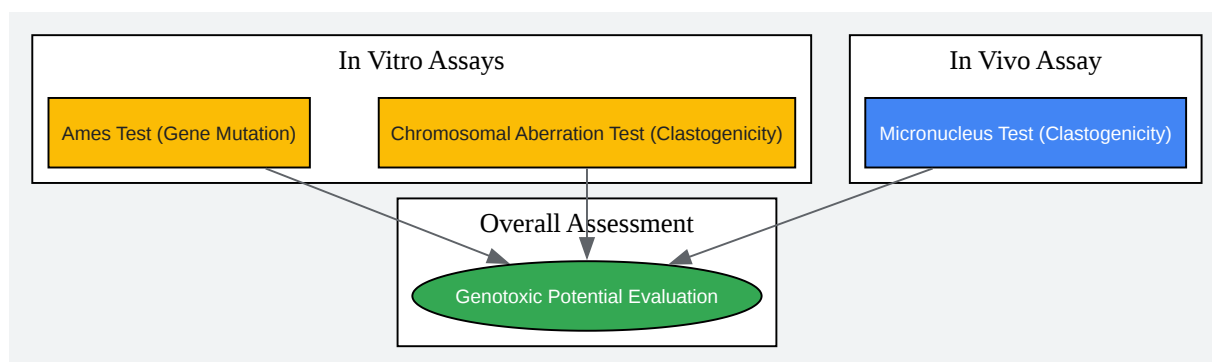 In Vitro Assays
In Vivo Assay
Ames Test (Gene Mutation)
Chromosomal Aberration Test (Clastogenicity)
Micronucleus Test (Clastogenicity)
Overall Assessment
Genotoxic Potential Evaluation